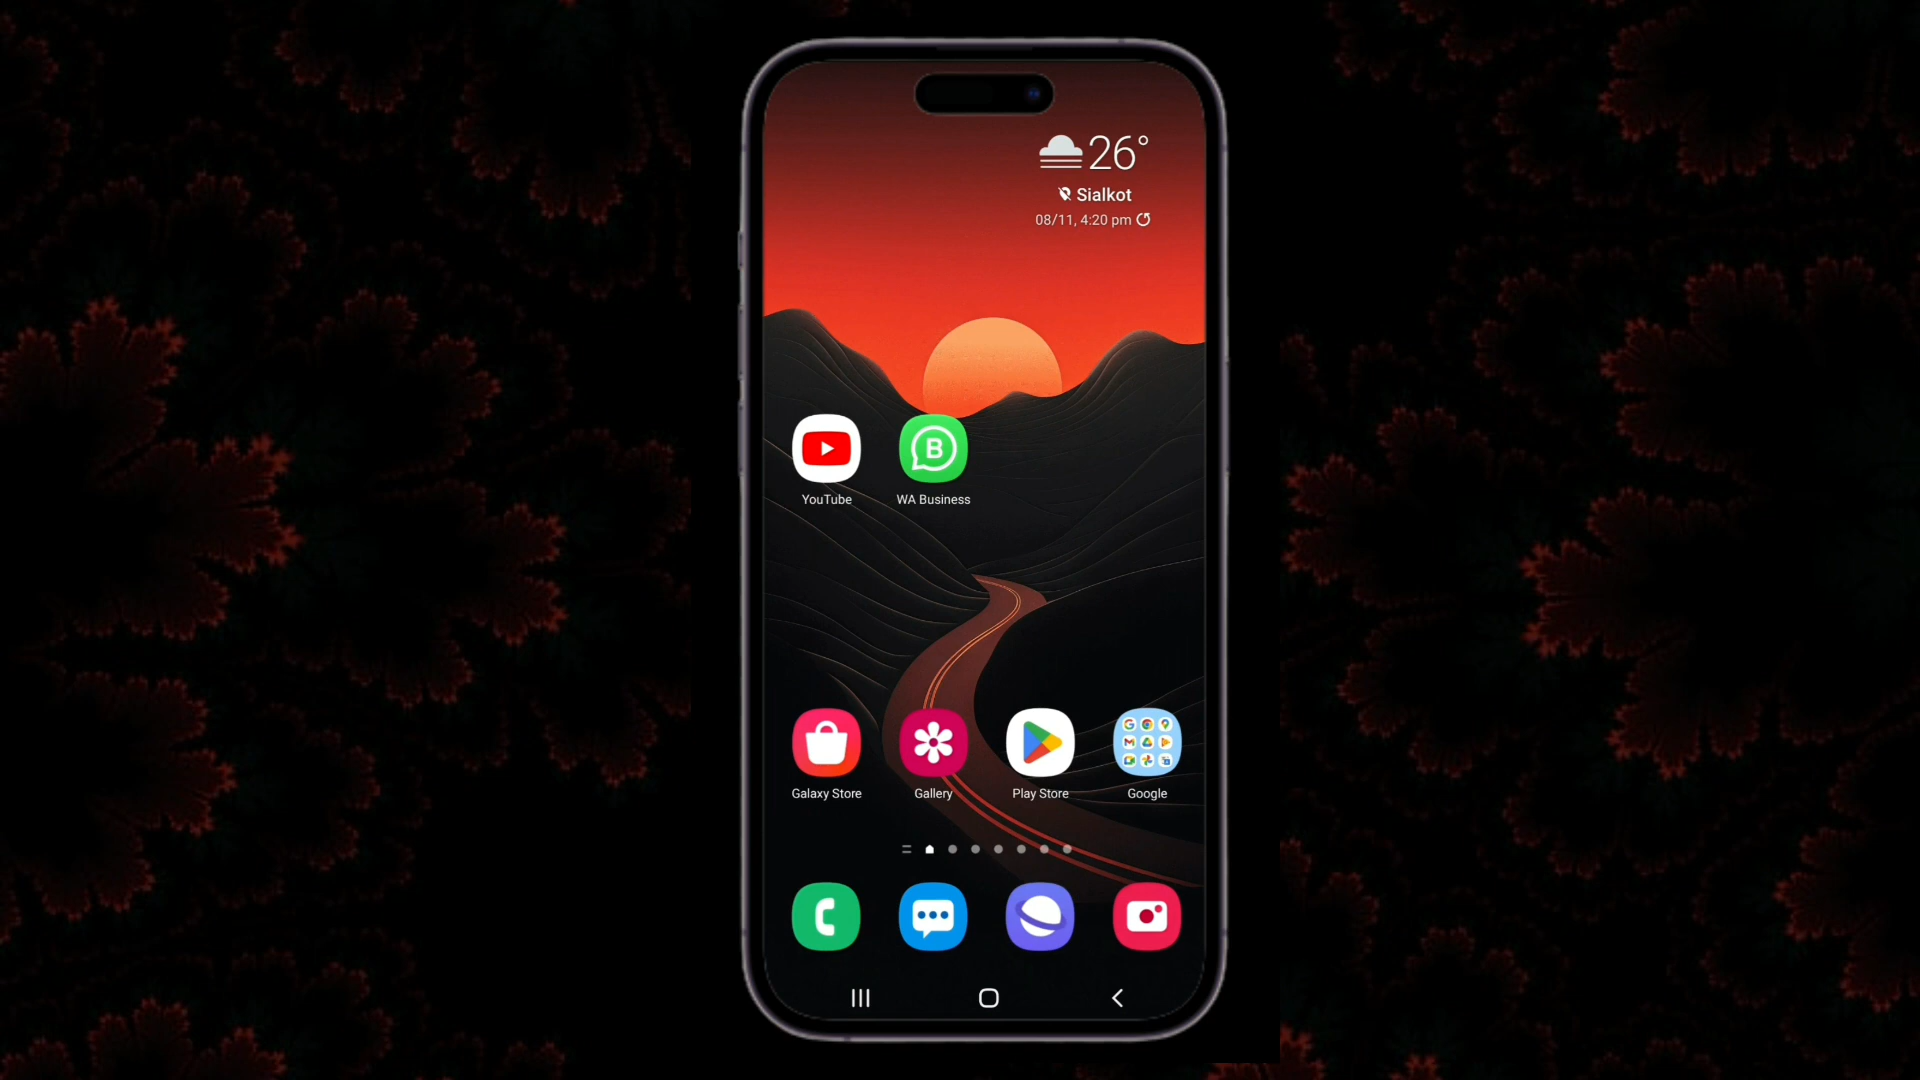 26°
Sialkot
08/11, 4:20 pm
YouTube
WA Business
Galaxy Store
Gallery
Play Store
Google